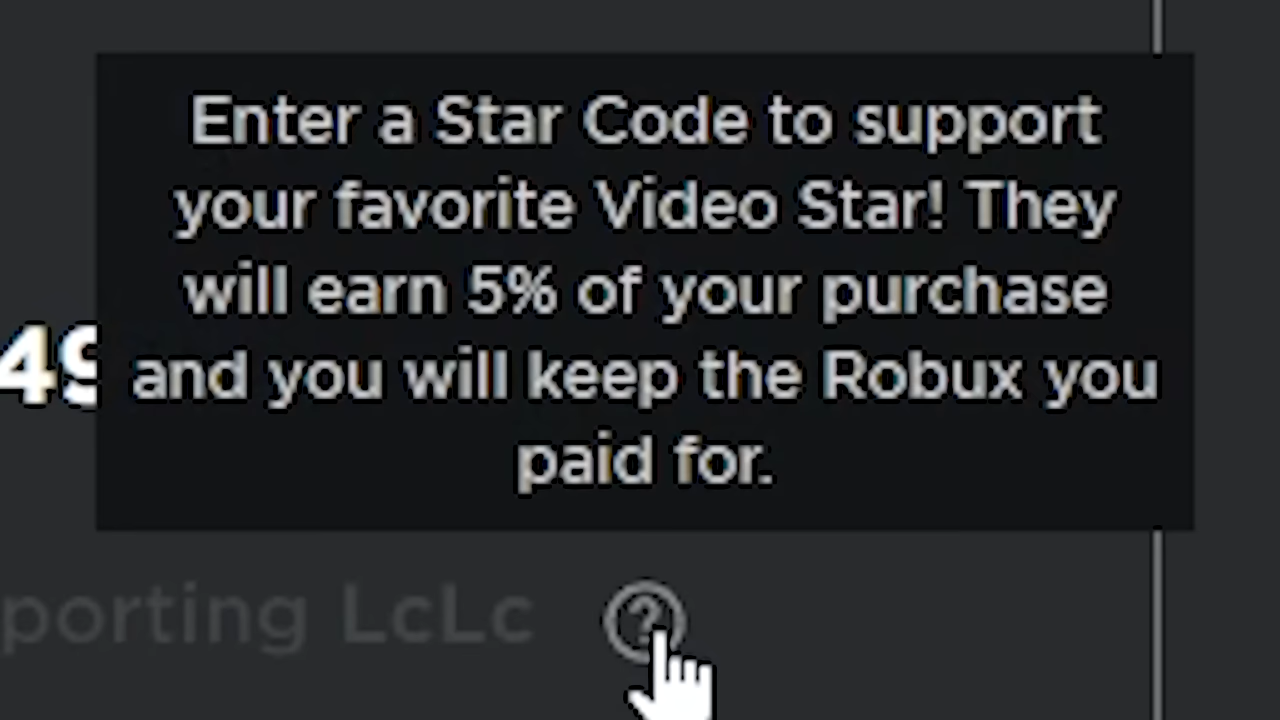 Enter a Star Code to support
your favorite Video Star! They
will earn 5% of your purchase
49
and you will keep the Robux you
paid for.
porting LcLc
?